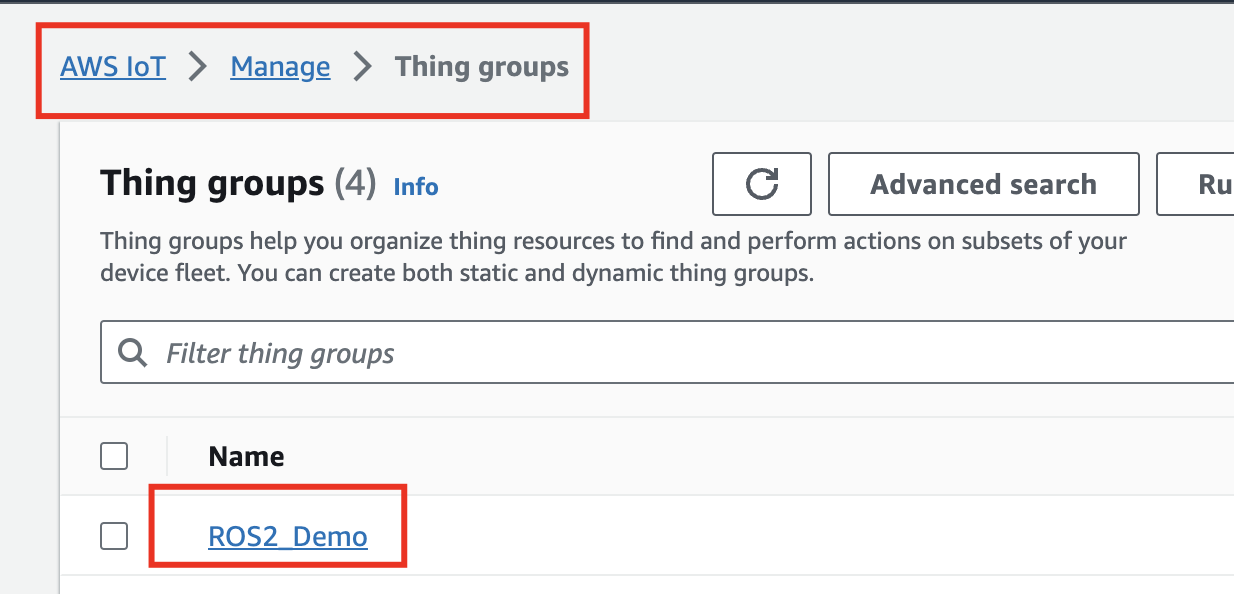 AWS IoT > Manage > Thing groups
Thing groups (4) Info
Advanced search
Ru
Thing groups help you organize thing resources to find and perform actions on subsets of your
device fleet. You can create both static and dynamic thing groups.
Filter thing groups
Name
ROS2_Demo